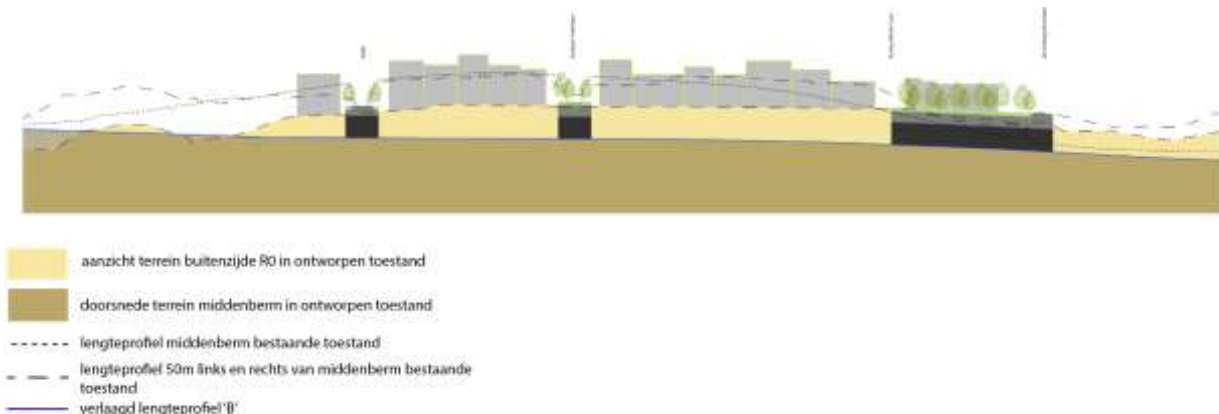 aanzicht terrein buitenzijde R0 in ontworpen toestand
doorsnede terrein middenberm in ontworpen toestand
lengteprofiel middenberm bestaande toestand
lengteprofiel 50m links en rechts van middenberm bestaande
toestand
verlaagd lengteprofiel 'B'